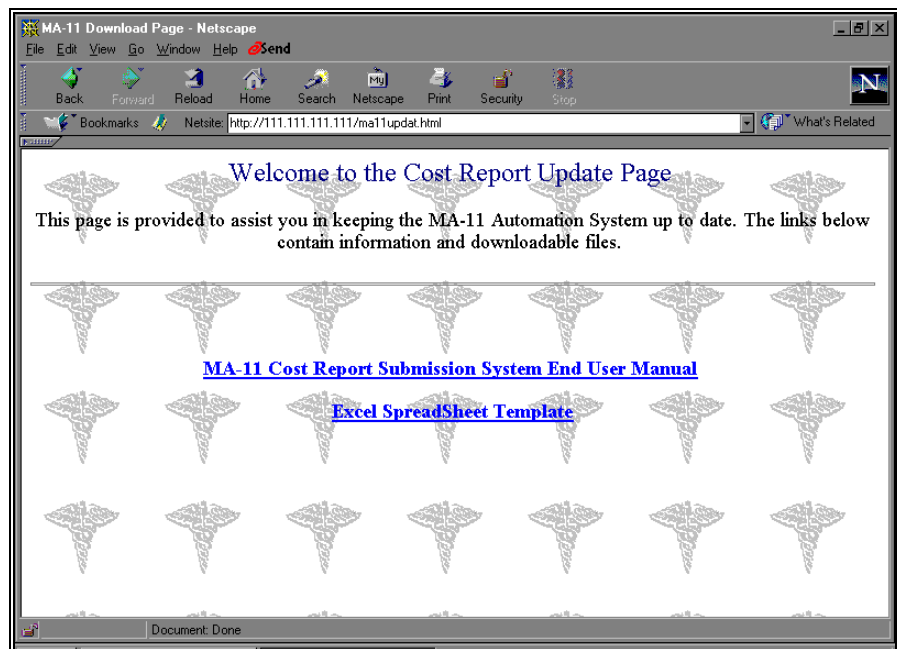 MA-11 Download Page - Netscape
File Edit View Go Window Help Send
Back Forward Reload Home Search Netscape Print Security Stop
My
N
Bookmarks Netsite: http://111.111.111.111/ma11updat.html What's Related
Welcome to the Cost Report Update Page
This page is provided to assist you in keeping the MA-11 Automation System up to date. The links below
contain information and downloadable files.
MA-11 Cost Report Submission System End User Manual
Excel SpreadSheet Template
Document: Done